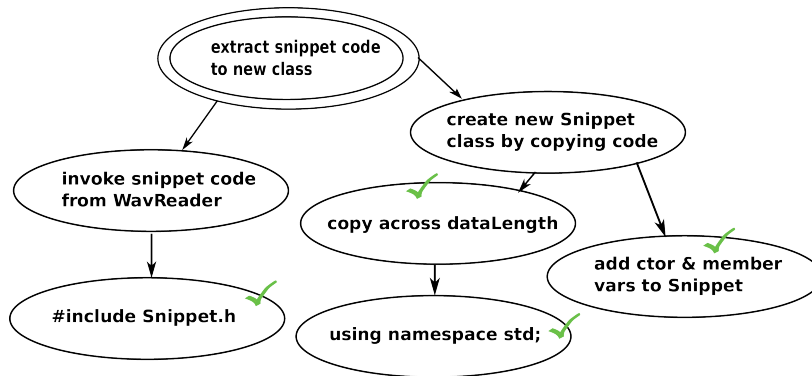 extract snippet code
to new class
create new Snippet
class by copying code
invoke snippet code
from WavReader
copy across dataLength
add ctor & member
vars to Snippet
#include Snippet.h
using namespace std;